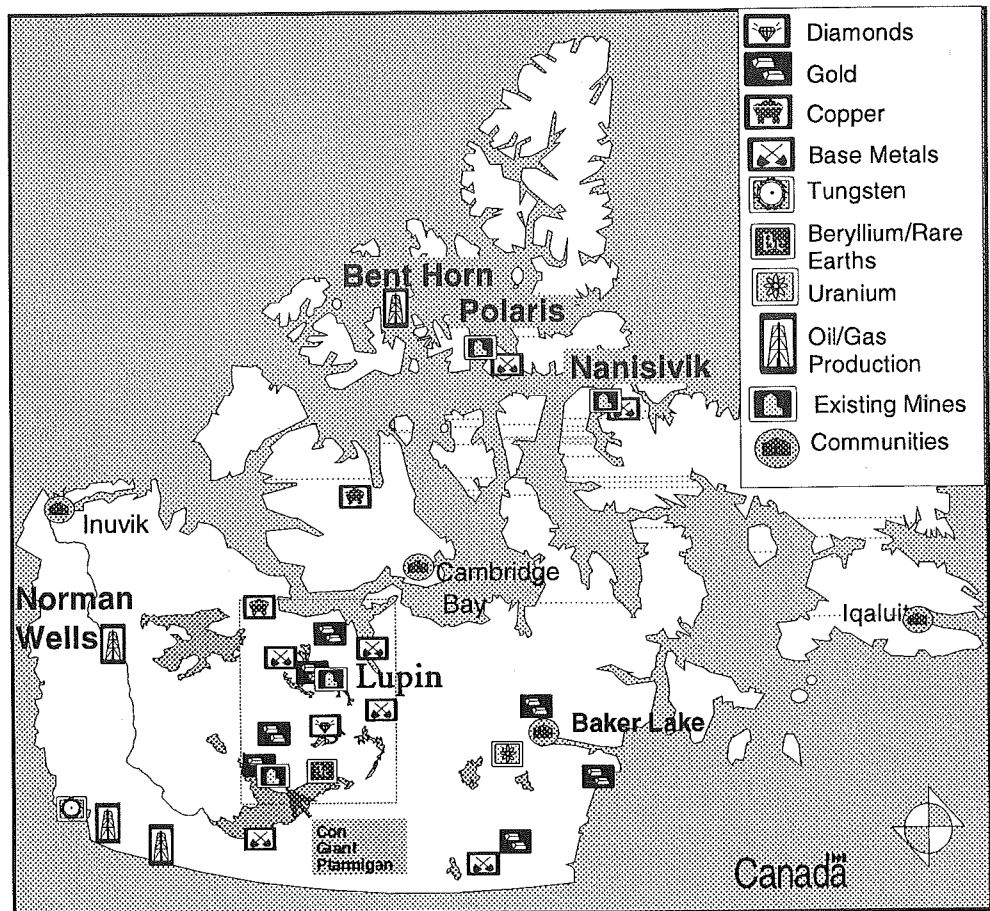 Diamonds
Gold
Copper
Base Metals
Tungsten
Beryllium/Rare
Earths
Uranium
Oil/Gas
Production
Existing Mines
Communities
Bent Horn
Polaris
Nanisivik
Inuvik
Cambridge
Bay
Norman
Wells
Iqaluit
Lupin
Baker Lake
Con
Giant
Ptarmigan
Canada